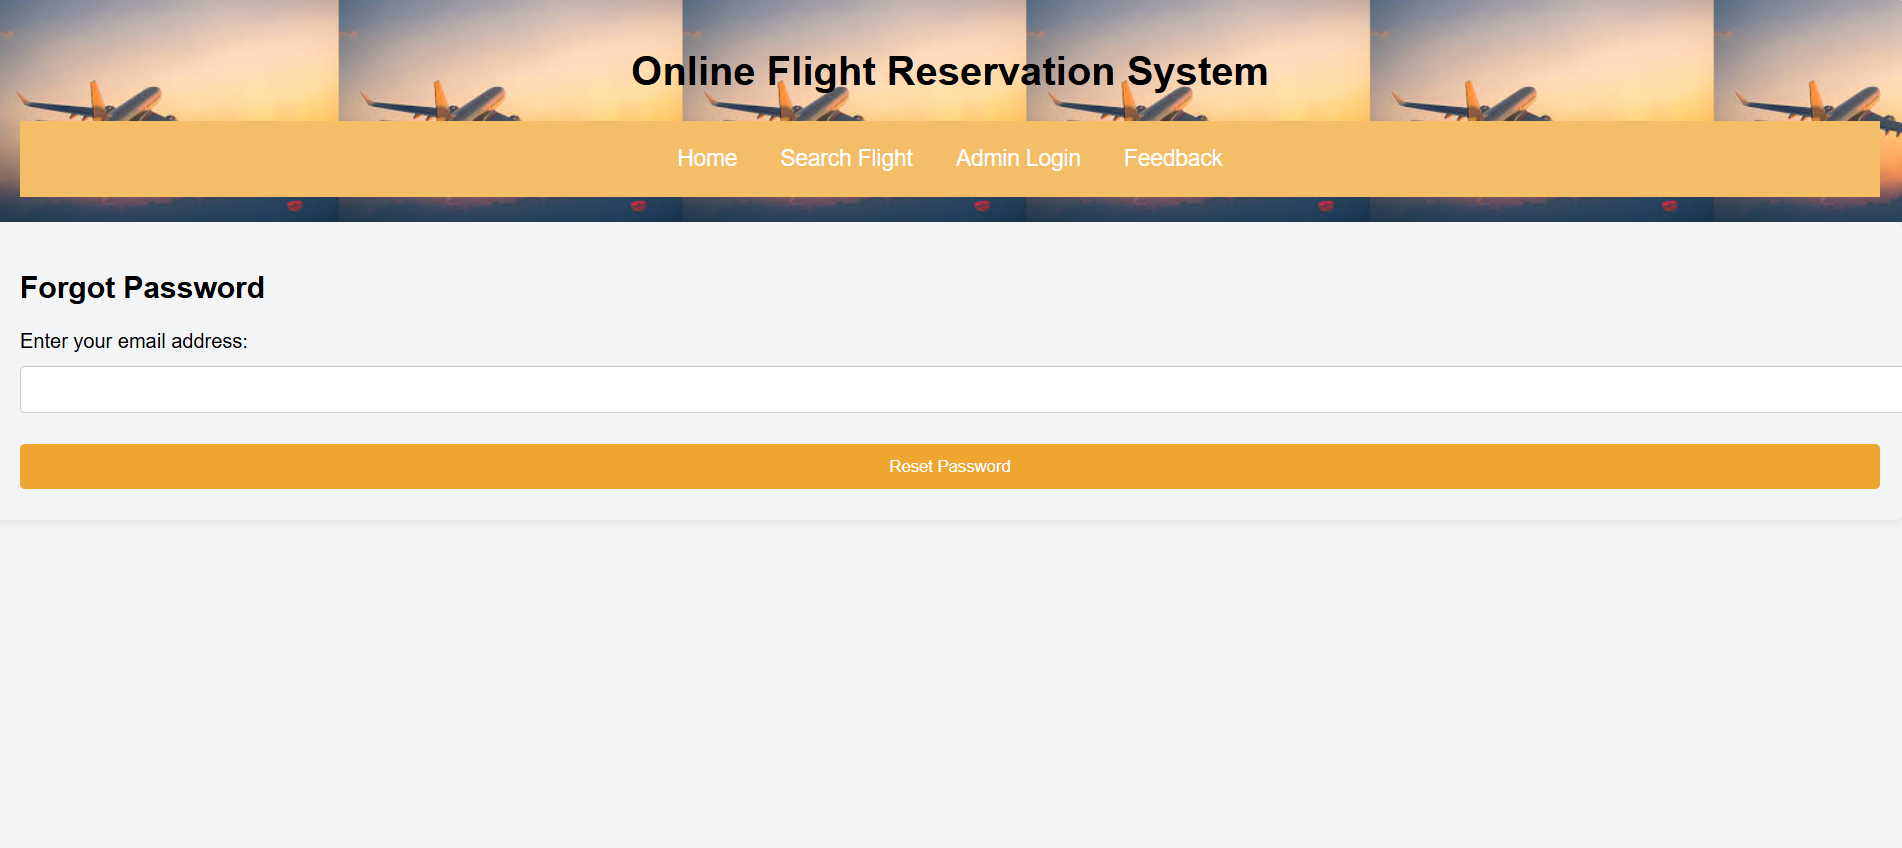 Online Flight Reservation System
Home Search Flight Admin Login Feedback
Forgot Password
Enter your email address:
Reset Password